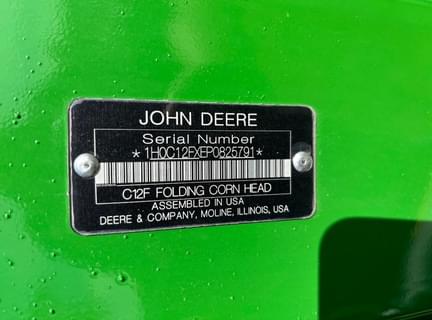 JOHN DEERE
Serial Number
*1H0C12FXEP0825791*
C12F FOLDING CORN HEAD
ASSEMBLED IN USA
DEERE & COMPANY, MOLINE, ILLINOIS, USA